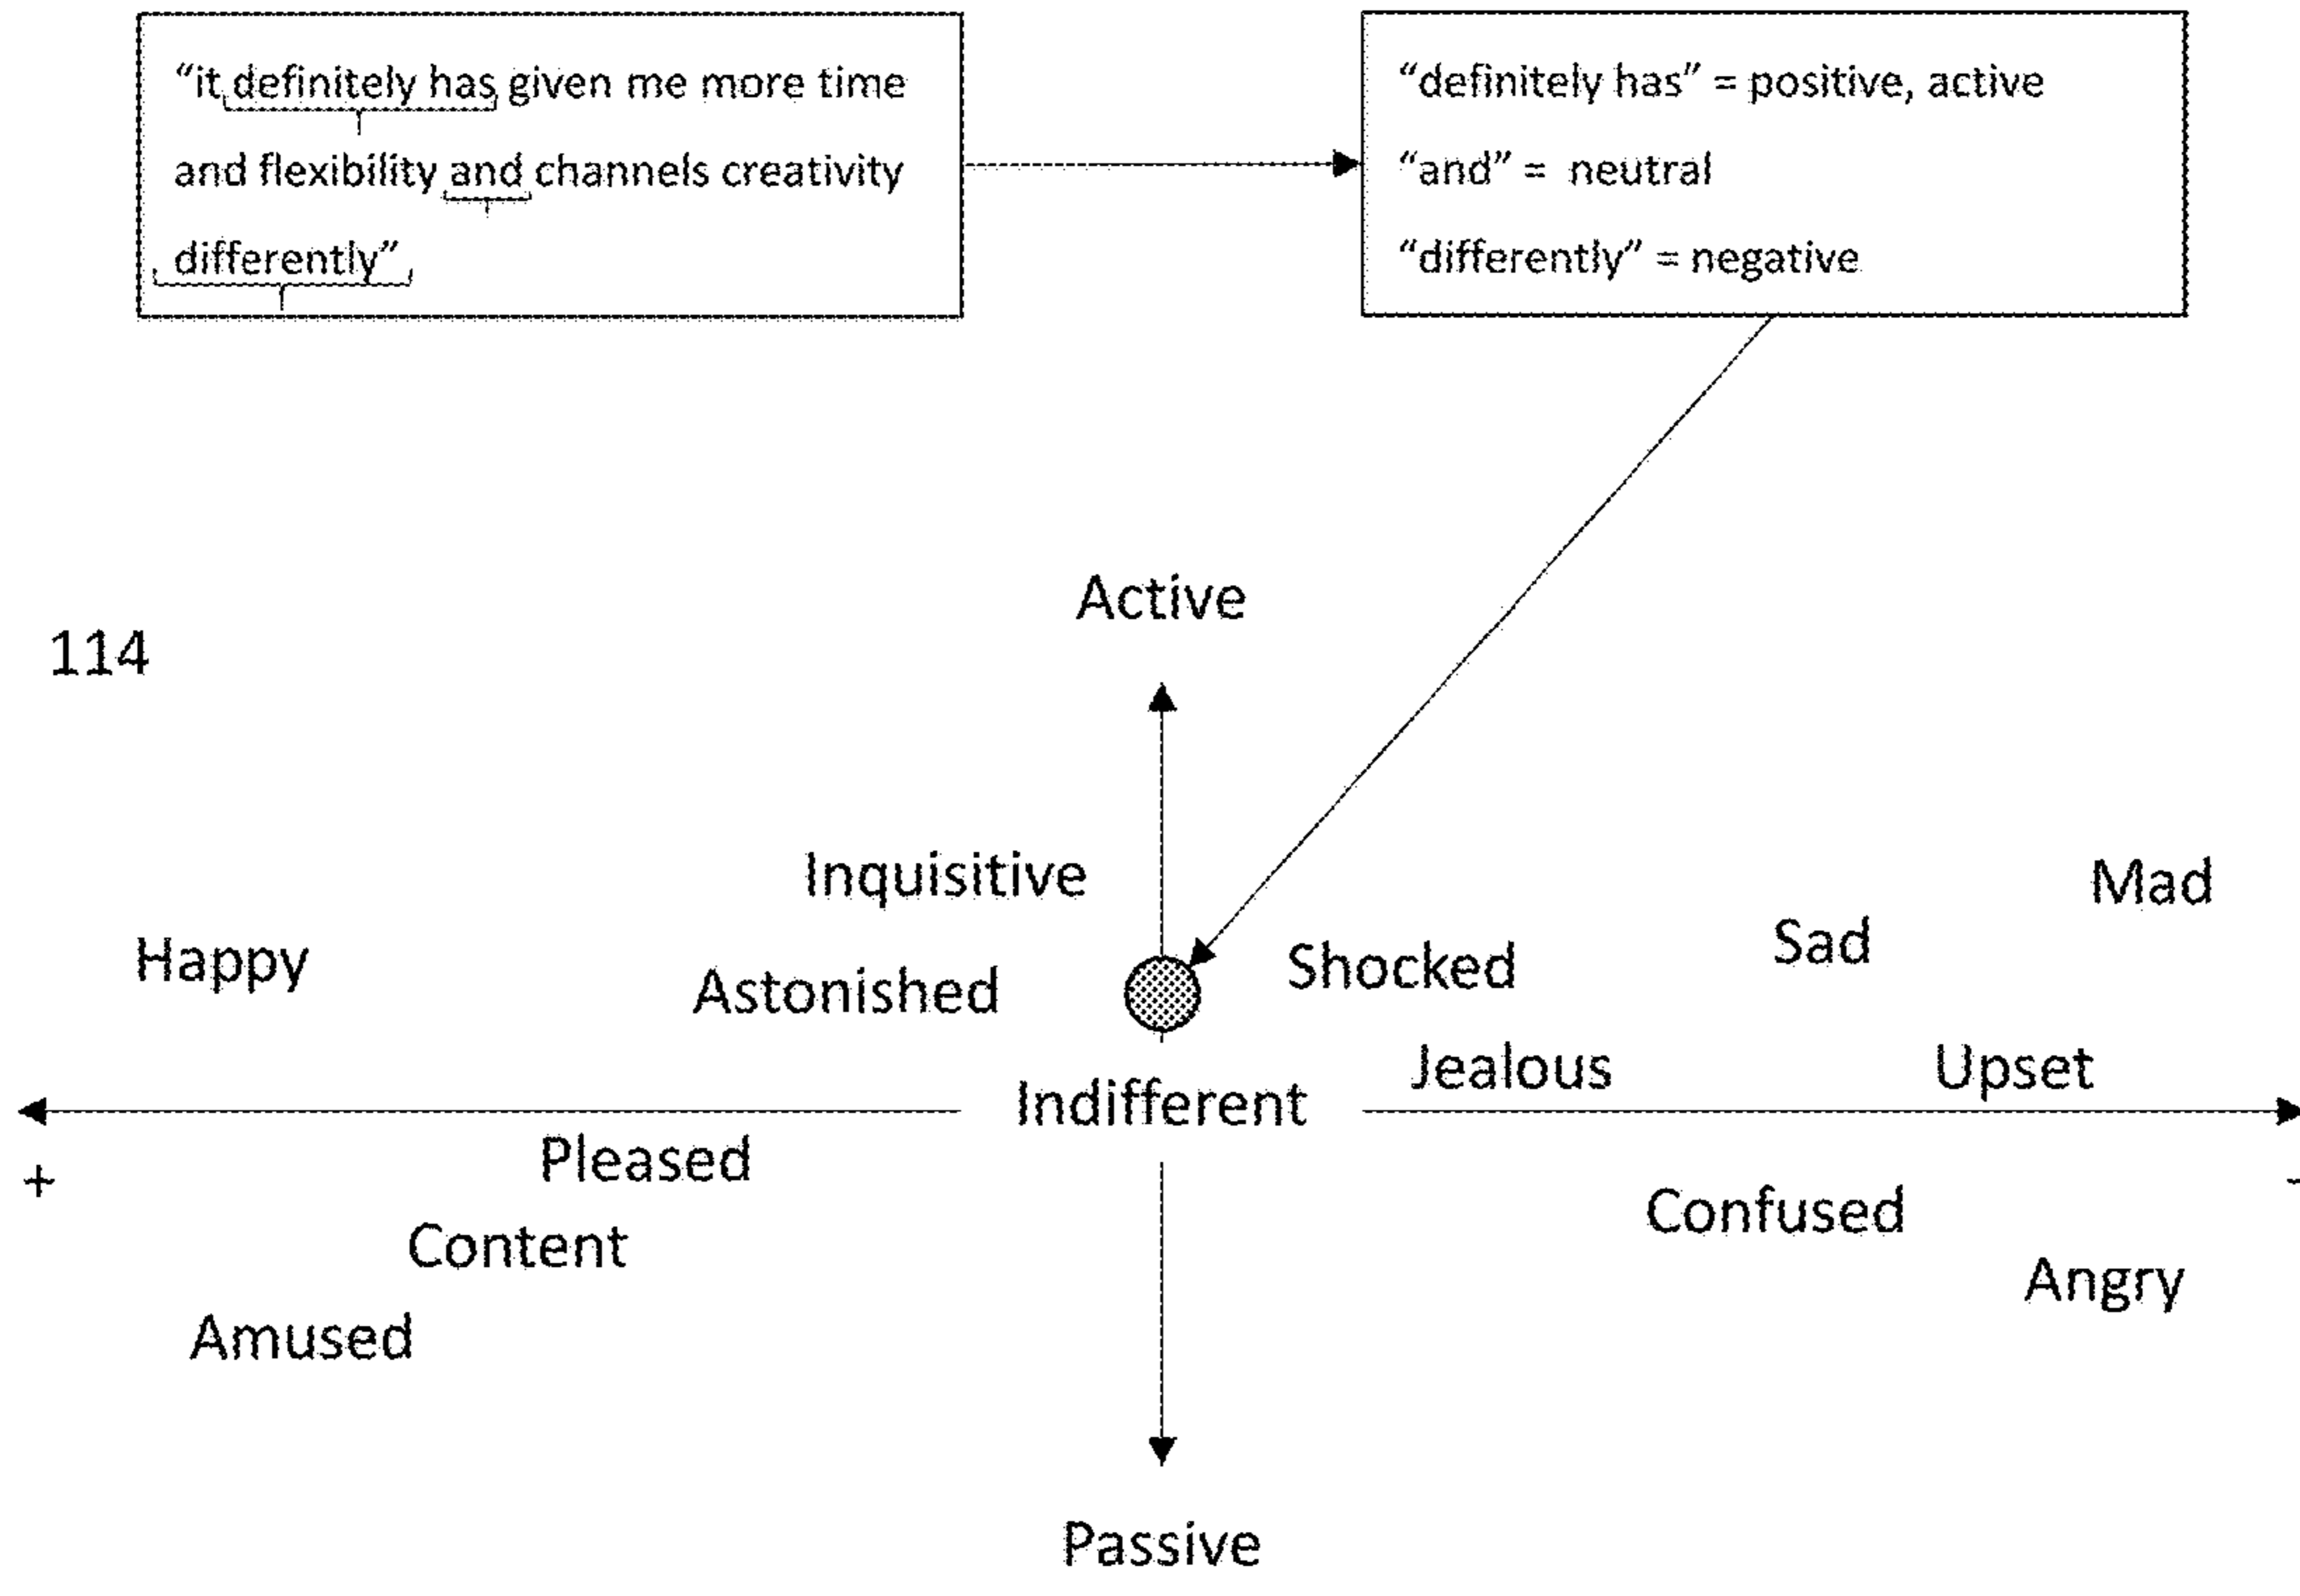 “it definitely has given me more time
and flexibility and channels creativity
differently”
“definitely has” = positive, active
“and” = neutral
“differently” = negative
Active
114
Inquisitive
Mad
Sad
Happy
Astonished
Shocked
Jealous
Upset
Indifferent
Pleased
+
-
Confused
Content
Angry
Amused
Passive